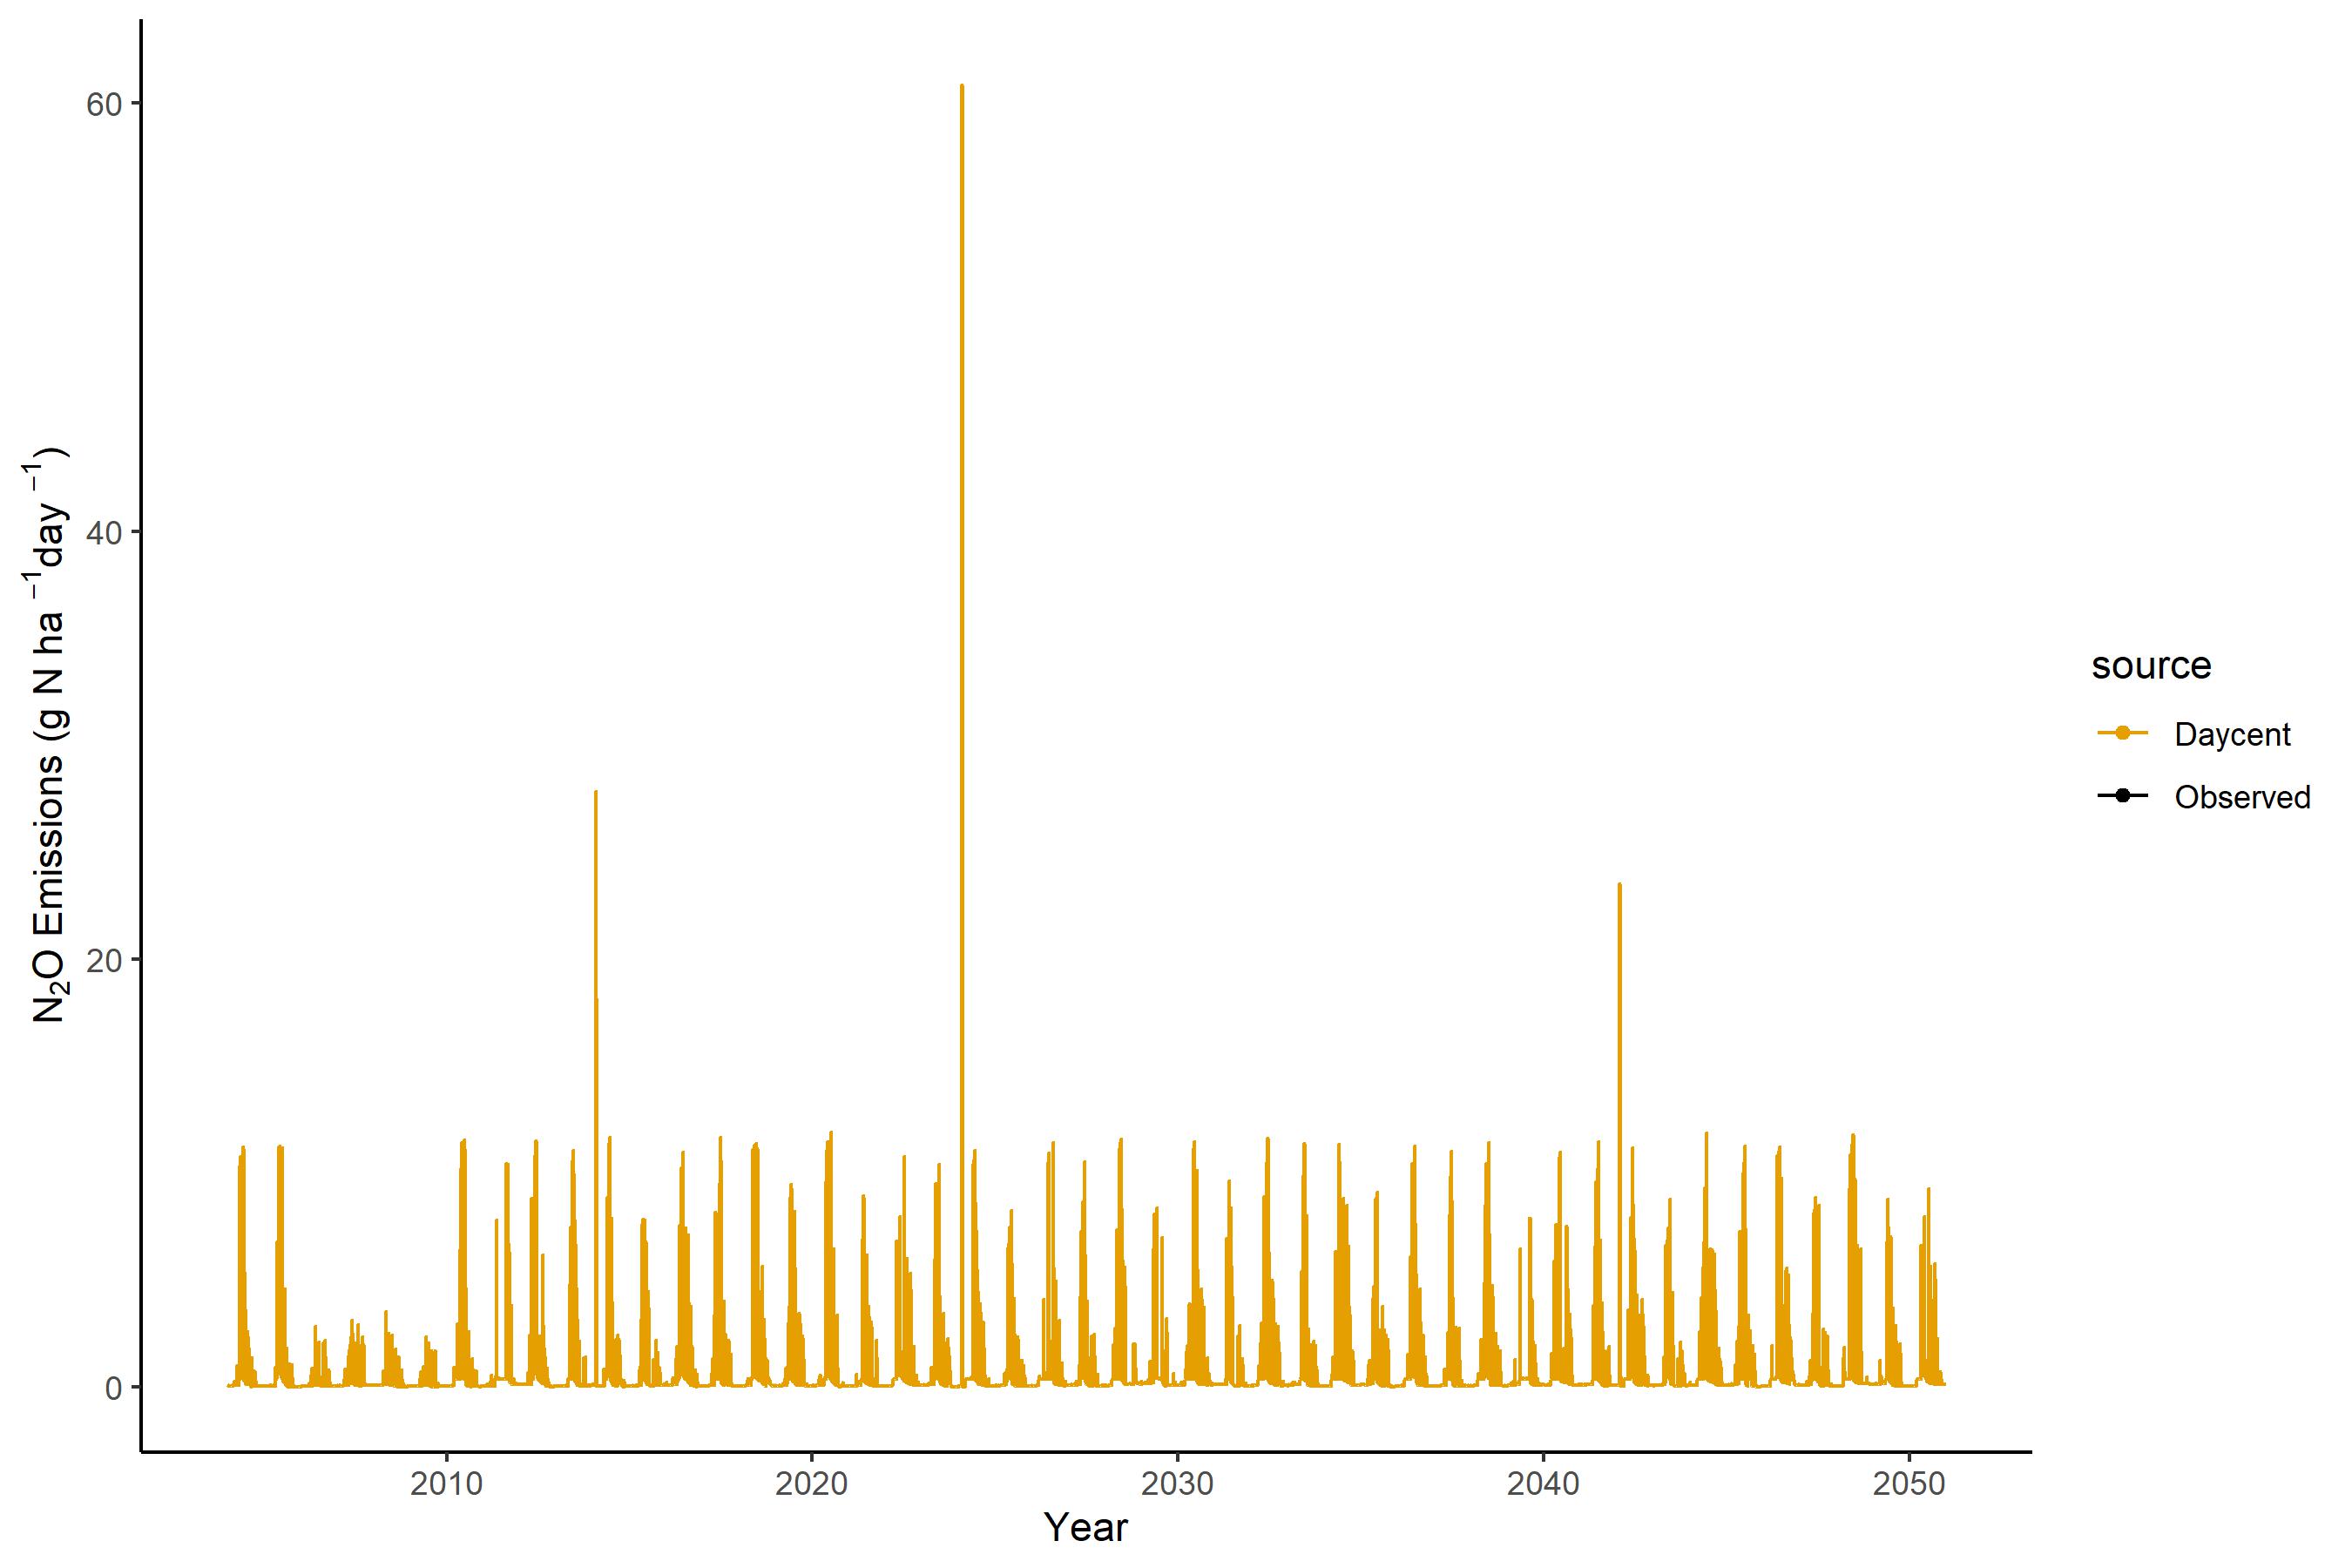 N₂O Emissions (g N ha ⁻¹day ⁻¹)
60
40
20
0
2010 2020 2030 2040 2050
Year
source
Daycent
Observed